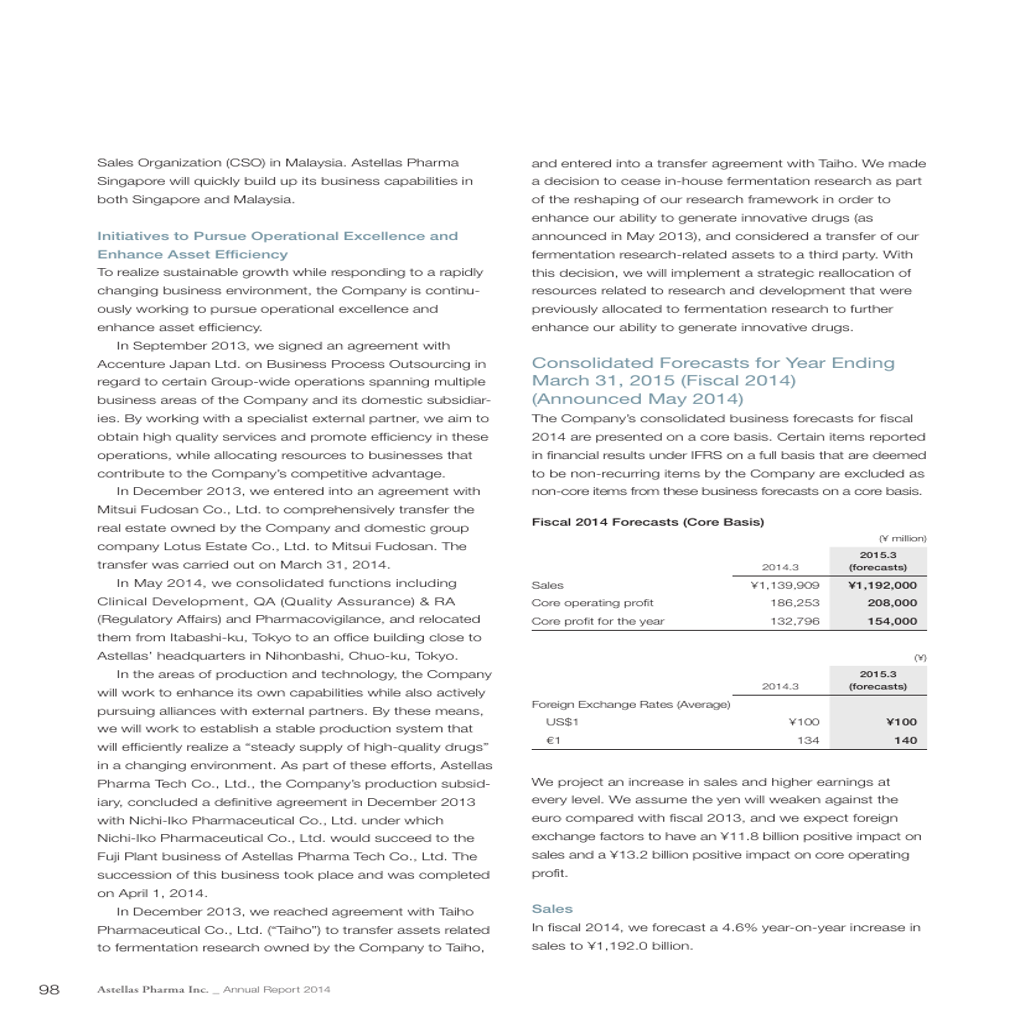 Sales Organization (CSO) in Malaysia. Astellas Pharma
Singapore will quickly build up its business capabilities in
both Singapore and Malaysia.
Initiatives to Pursue Operational Excellence and
Enhance Asset Efficiency
To realize sustainable growth while responding to a rapidly
changing business environment, the Company is continu-
ously working to pursue operational excellence and
enhance asset efficiency.
In September 2013, we signed an agreement with
Accenture Japan Ltd. on Business Process Outsourcing in
regard to certain Group-wide operations spanning multiple
business areas of the Company and its domestic subsidiar-
ies. By working with a specialist external partner, we aim to
obtain high quality services and promote efficiency in these
operations, while allocating resources to businesses that
contribute to the Company's competitive advantage.
In December 2013, we entered into an agreement with
Mitsui Fudosan Co., Ltd. to comprehensively transfer the
real estate owned by the Company and domestic group
company Lotus Estate Co., Ltd. to Mitsui Fudosan. The
transfer was carried out on March 31, 2014.
In May 2014, we consolidated functions including
Clinical Development, QA (Quality Assurance) & RA
(Regulatory Affairs) and Pharmacovigilance, and relocated
them from Itabashi-ku, Tokyo to an office building close to
Astellas' headquarters in Nihonbashi, Chuo-ku, Tokyo.
In the areas of production and technology, the Company
will work to enhance its own capabilities while also actively
pursuing alliances with external partners. By these means,
we will work to establish a stable production system that
will efficiently realize a "steady supply of high-quality drugs"
in a changing environment. As part of these efforts, Astellas
Pharma Tech Co., Ltd., the Company's production subsid-
iary, concluded a definitive agreement in December 2013
with Nichi-Iko Pharmaceutical Co., Ltd. under which
Nichi-Iko Pharmaceutical Co., Ltd. would succeed to the
Fuji Plant business of Astellas Pharma Tech Co., Ltd. The
succession of this business took place and was completed
on April 1, 2014.
In December 2013, we reached agreement with Taiho
Pharmaceutical Co., Ltd. ("Taiho") to transfer assets related
to fermentation research owned by the Company to Taiho,
and entered into a transfer agreement with Taiho. We made
a decision to cease in-house fermentation research as part
of the reshaping of our research framework in order to
enhance our ability to generate innovative drugs (as
announced in May 2013), and considered a transfer of our
fermentation research-related assets to a third party. With
this decision, we will implement a strategic reallocation of
resources related to research and development that were
previously allocated to fermentation research to further
enhance our ability to generate innovative drugs.
Consolidated Forecasts for Year Ending
March 31, 2015 (Fiscal 2014)
(Announced May 2014)
The Company's consolidated business forecasts for fiscal
2014 are presented on a core basis. Certain items reported
in financial results under IFRS on a full basis that are deemed
to be non-recurring items by the Company are excluded as
non-core items from these business forecasts on a core basis.
Fiscal 2014 Forecasts (Core Basis)
(¥ million)
2014.3 2015.3 (forecasts)
Sales ¥1,139,909 ¥1,192,000
Core operating profit 186,253 208,000
Core profit for the year 132,796 154,000
(¥)
2014.3 2015.3 (forecasts)
Foreign Exchange Rates (Average)
US$1 ¥100 ¥100
€1 134 140
We project an increase in sales and higher earnings at
every level. We assume the yen will weaken against the
euro compared with fiscal 2013, and we expect foreign
exchange factors to have an ¥11.8 billion positive impact on
sales and a ¥13.2 billion positive impact on core operating
profit.
Sales
In fiscal 2014, we forecast a 4.6% year-on-year increase in
sales to ¥1,192.0 billion.
98 Astellas Pharma Inc. _ Annual Report 2014